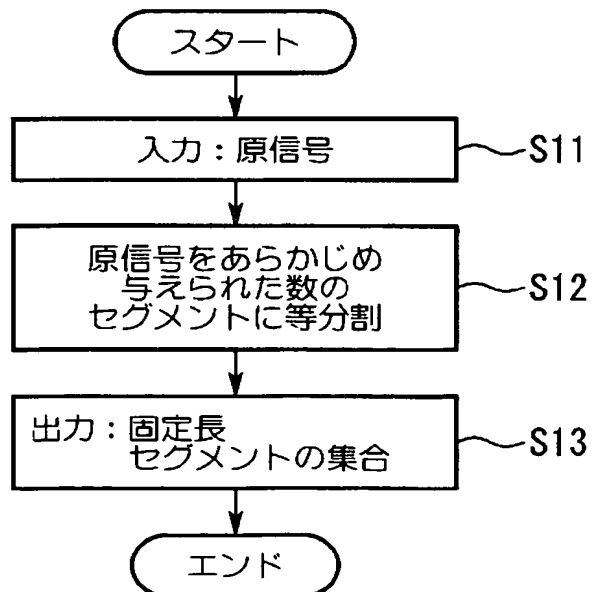 スタート
入力：原信号
S11
原信号をあらかじめ
与えられた数の
セグメントに等分割
S12
出力：固定長
セグメントの集合
S13
エンド